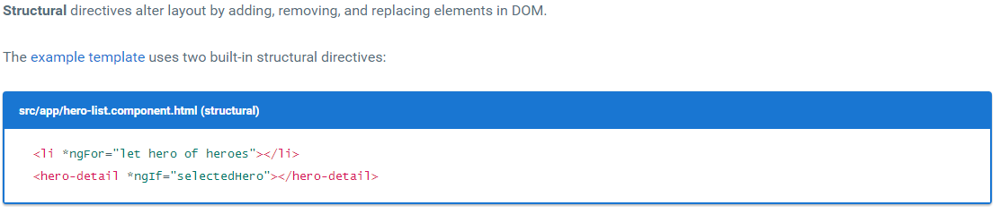 Structural directives alter layout by adding, removing, and replacing elements in DOM.
The example template uses two built-in structural directives:
src/app/hero-list.component.html (structural)
<li *ngFor="let hero of heroes"></li>
<hero-detail *ngIf="selectedHero"></hero-detail>